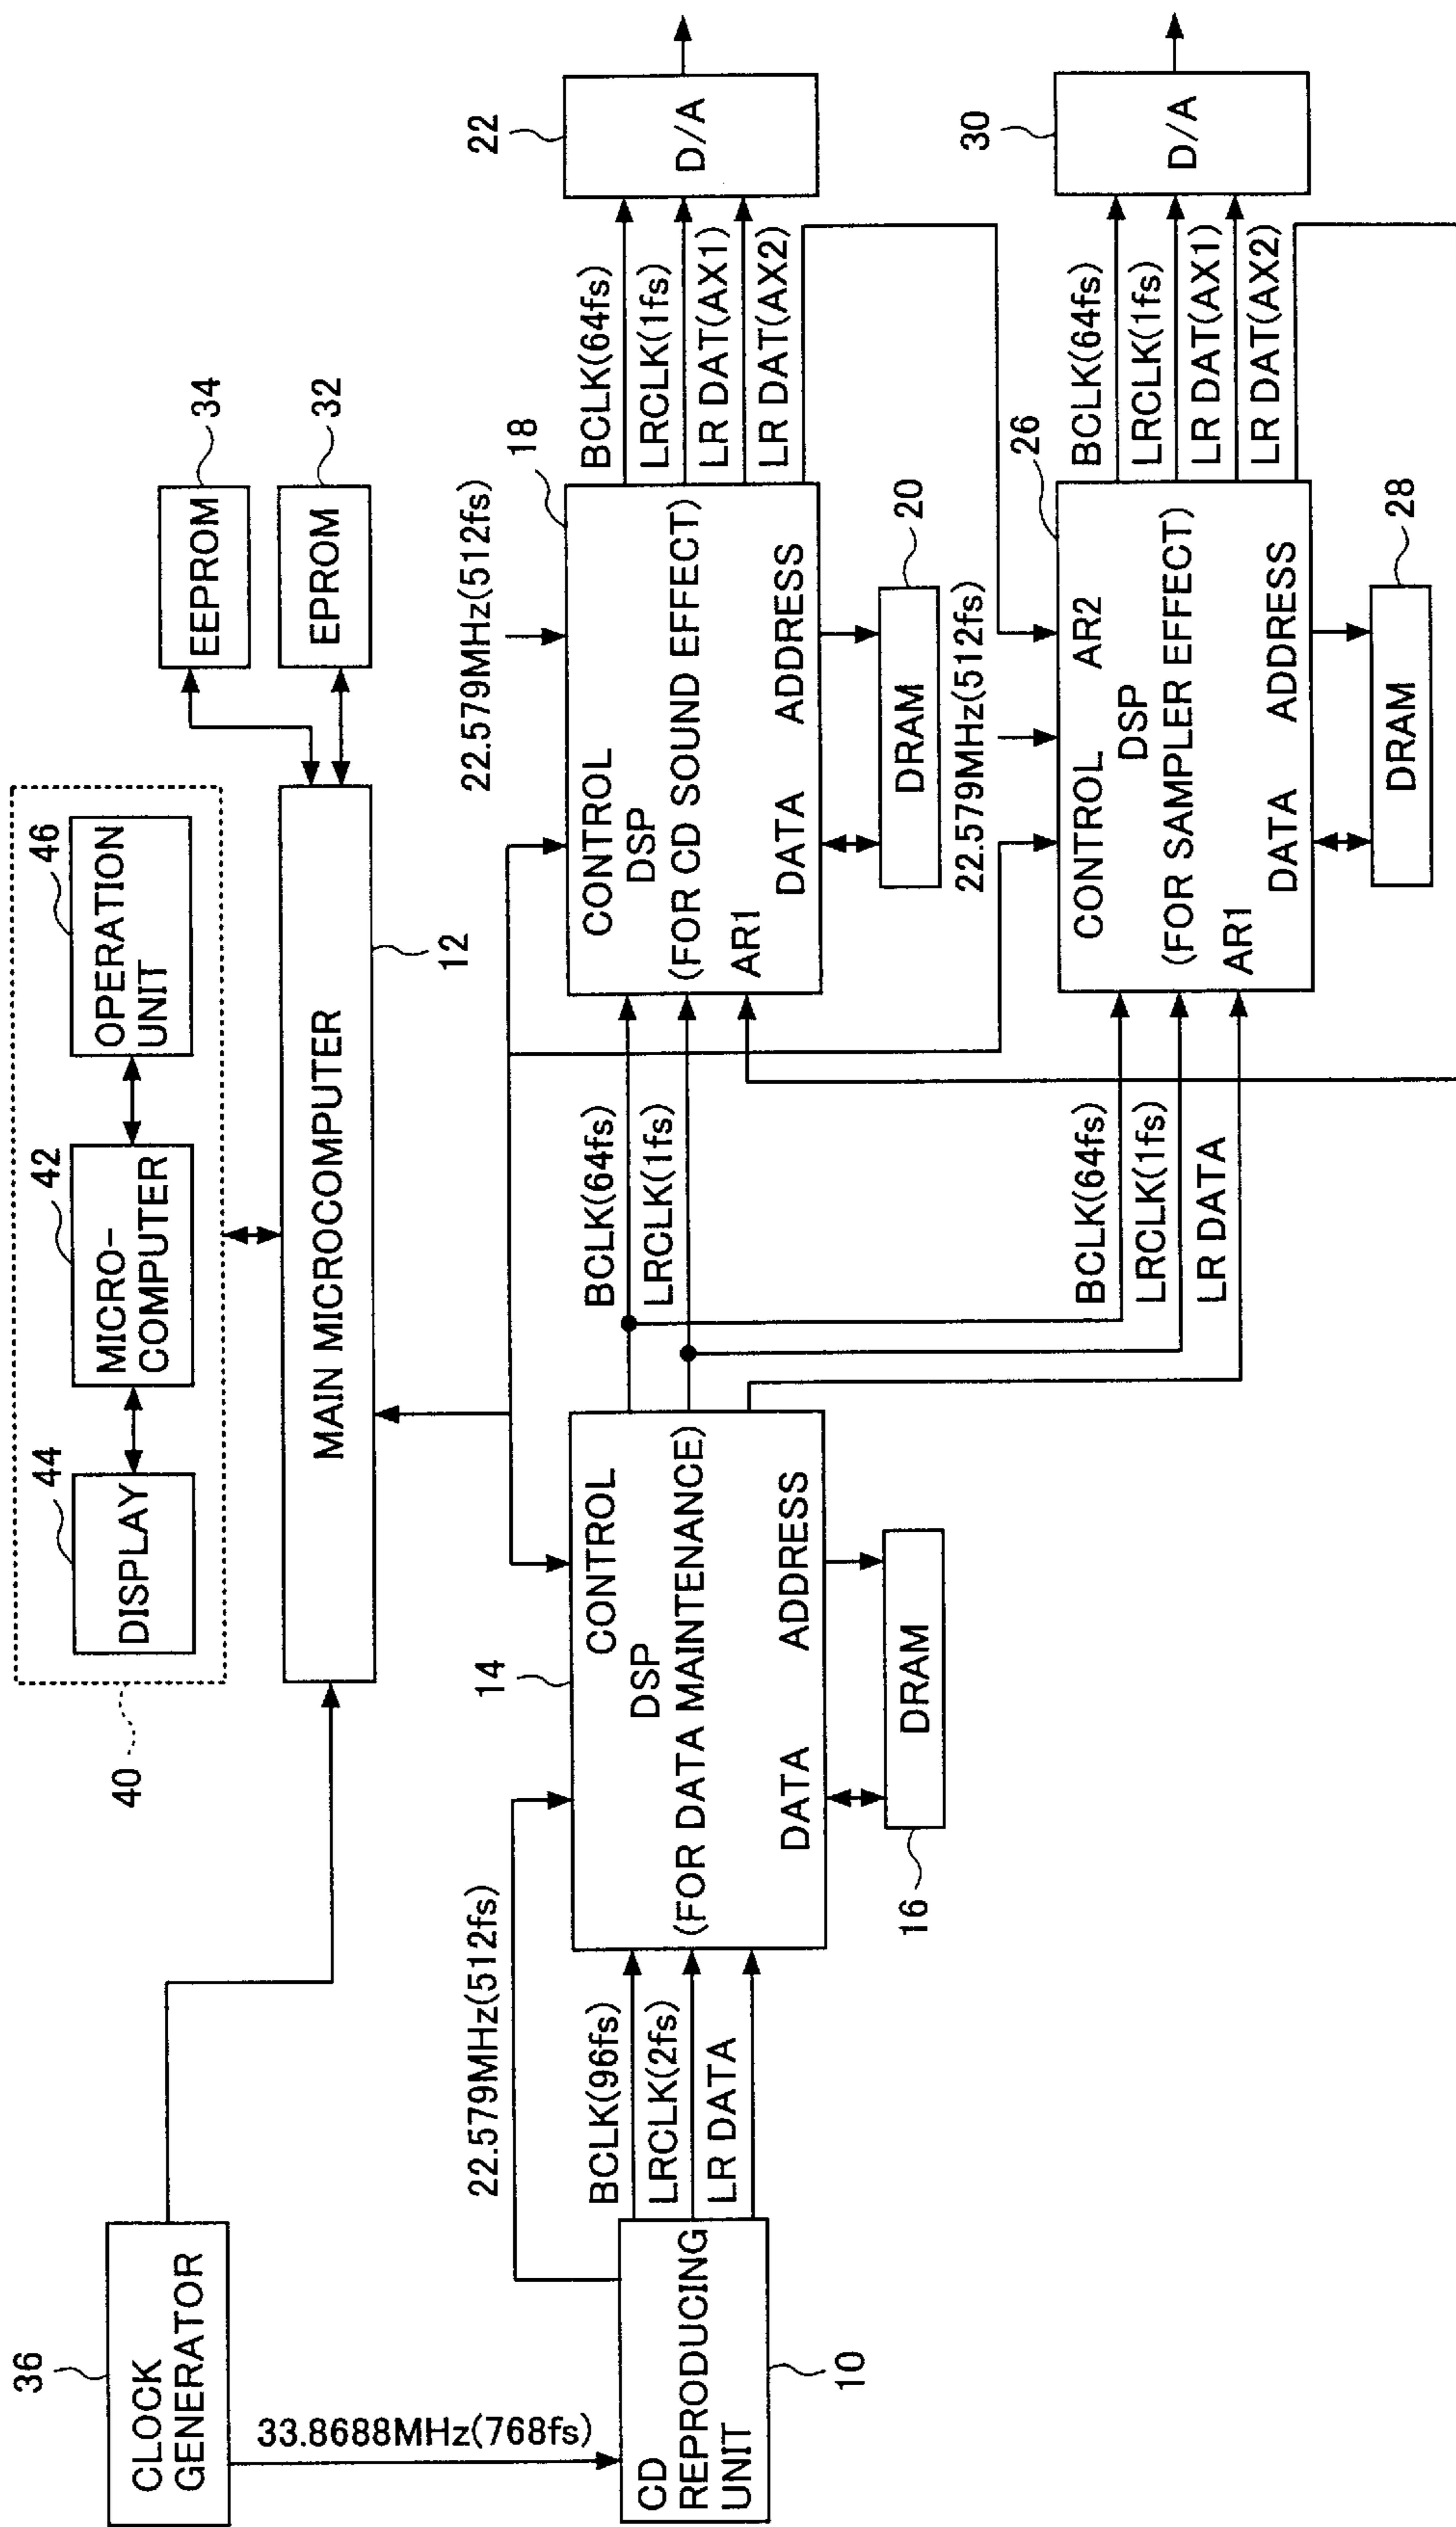 36
CLOCK
GENERATOR
33.8688MHz(768fs)
CD
REPRODUCING
UNIT
10
40
44
DISPLAY
42
MICRO-
COMPUTER
46
OPERATION
UNIT
MAIN MICROCOMPUTER
12
34
EEPROM
32
EPROM
22.579MHz(512fs)
BCLK(96fs)
LRCLK(2fs)
LR DATA
14
CONTROL
DSP
(FOR DATA MAINTENANCE)
DATA ADDRESS
DRAM
16
BCLK(64fs)
LRCLK(1fs)
22.579MHz(512fs)
18
CONTROL
DSP
(FOR CD SOUND EFFECT)
AR1
DATA ADDRESS
DRAM
20
BCLK(64fs)
LRCLK(1fs)
LR DAT(AX1)
LR DAT(AX2)
22
D/A
BCLK(64fs)
LRCLK(1fs)
LR DATA
22.579MHz(512fs)
26
CONTROL AR2
DSP
(FOR SAMPLER EFFECT)
AR1
DATA ADDRESS
DRAM
28
BCLK(64fs)
LRCLK(1fs)
LR DAT(AX1)
LR DAT(AX2)
30
D/A